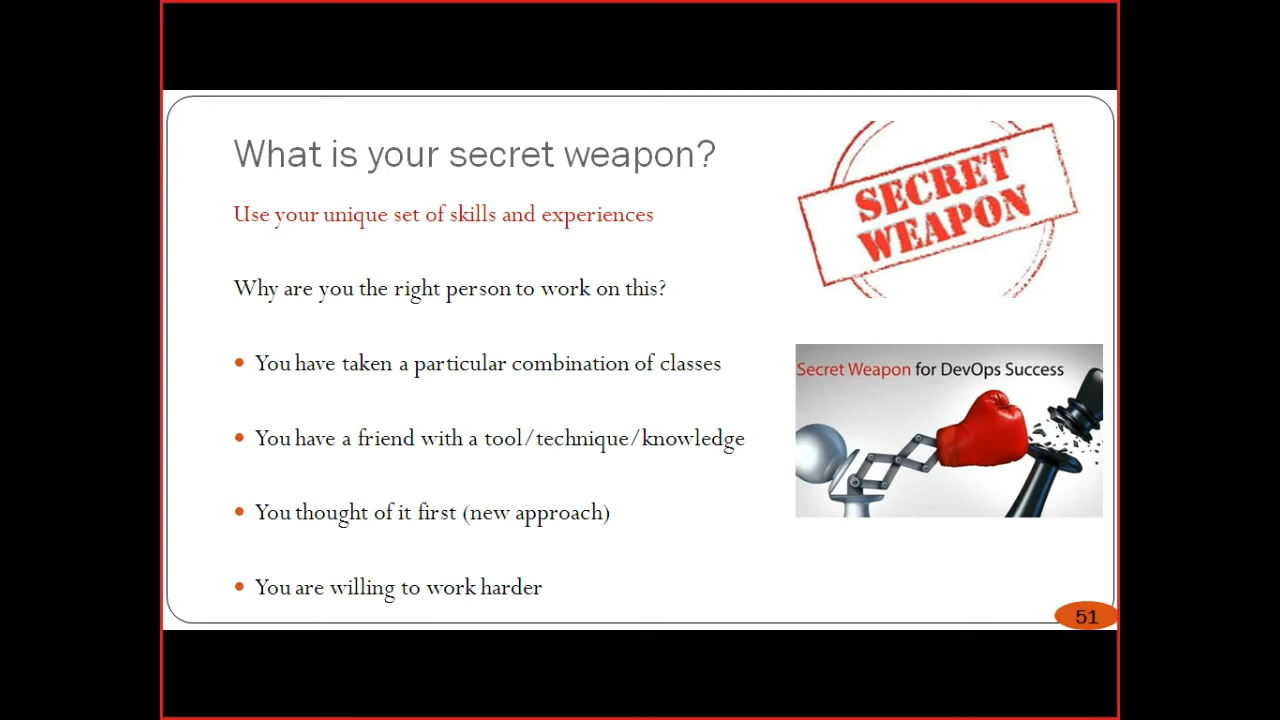 What is your secret weapon?
Use your unique set of skills and experiences
Why are you the right person to work on this?
• You have taken a particular combination of classes
• You have a friend with a tool/technique/knowledge
• You thought of it first (new approach)
• You are willing to work harder
SECRET
WEAPON
Secret Weapon for DevOps Success
51